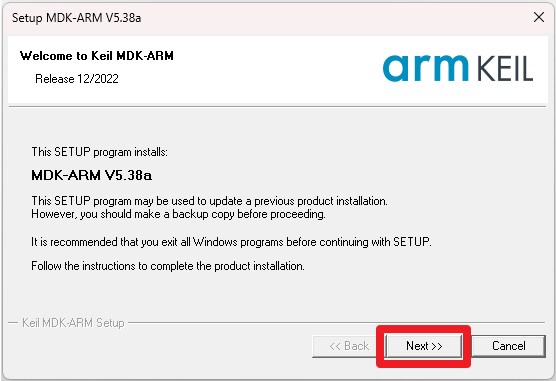 Setup MDK-ARM V5.38a
Welcome to Keil MDK-ARM
Release 12/2022
arm KEIL
This SETUP program installs:
MDK-ARM V5.38a
This SETUP program may be used to update a previous product installation.
However, you should make a backup copy before proceeding.
It is recommended that you exit all Windows programs before continuing with SETUP.
Follow the instructions to complete the product installation.
Keil MDK-ARM Setup
<< Back
Next >>
Cancel